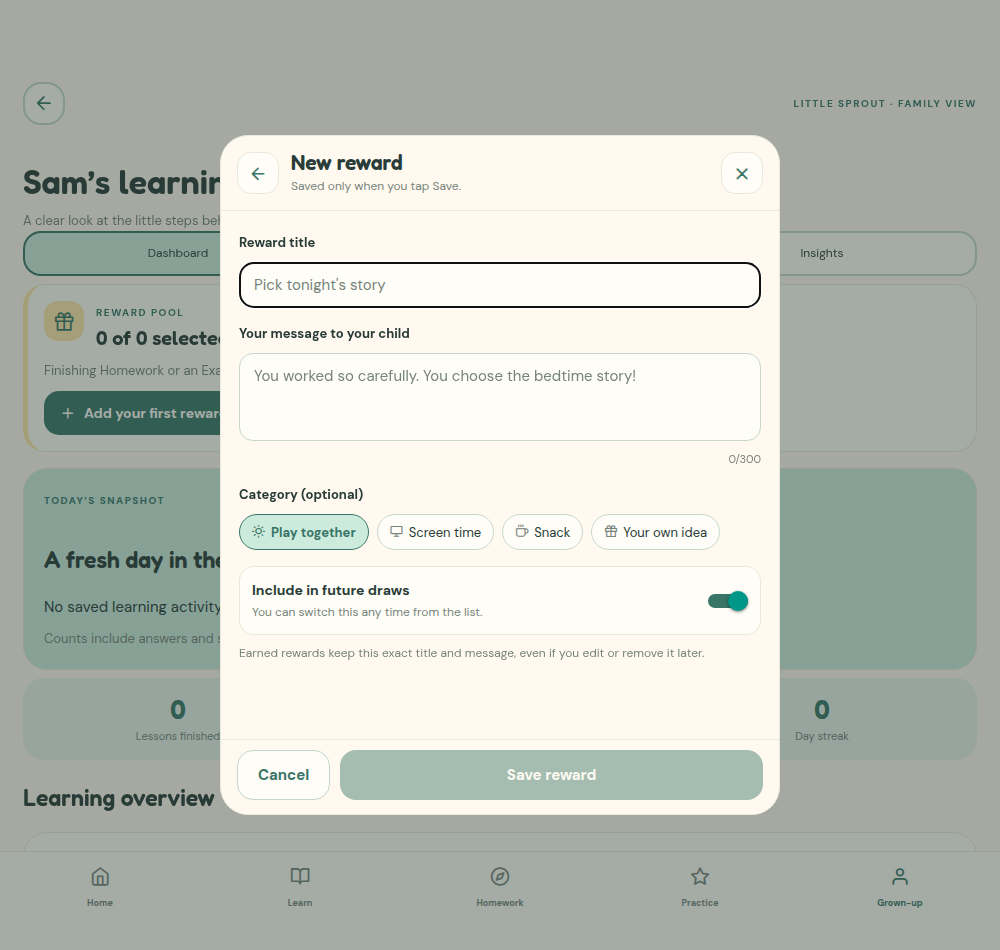 LITTLE SPROUT · FAMILY VIEW
New reward
Saved only when you tap Save.
Sam's
A clear look at the little steps
Dashboard
Insights
REWARD POOL
0 of 0
Finishing Homework or an
Add your first
TODAY'S SNAPSHOT
A fresh day in the
No saved learning activity
Counts include answers and
0
Lessons finished
0
Day streak
Learning overview
Reward title
Pick tonight's story
Your message to your child
You worked so carefully. You choose the bedtime story!
0/300
Category (optional)
Play together Screen time Snack Your own idea
Include in future draws
You can switch this any time from the list.
Earned rewards keep this exact title and message, even if you edit or remove it later.
Cancel Save reward
Home Learn Homework Practice Grown-up